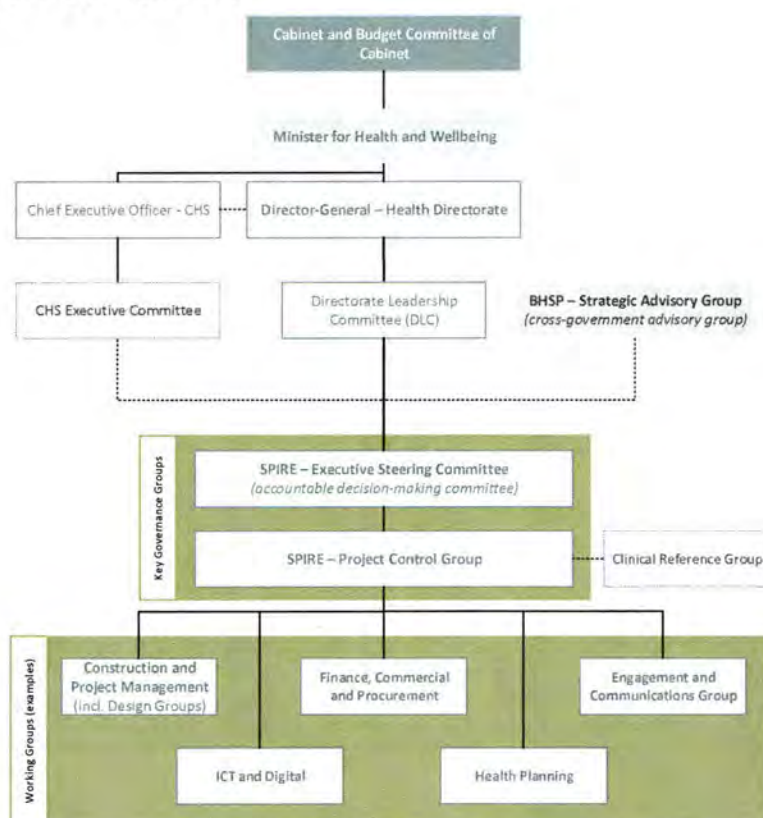 Cabinet and Budget Committee of
Cabinet
Minister for Health and Wellbeing
Chief Executive Officer - CHS
Director-General – Health Directorate
CHS Executive Committee
Directorate Leadership
Committee (DLC)
BHSP – Strategic Advisory Group
(cross-government advisory group)
Key Governance Groups
SPIRE – Executive Steering Committee
(accountable decision-making committee)
SPIRE – Project Control Group
Clinical Reference Group
Working Groups (examples)
Construction and
Project Management
(incl. Design Groups)
Finance, Commercial
and Procurement
Engagement and
Communications Group
ICT and Digital
Health Planning